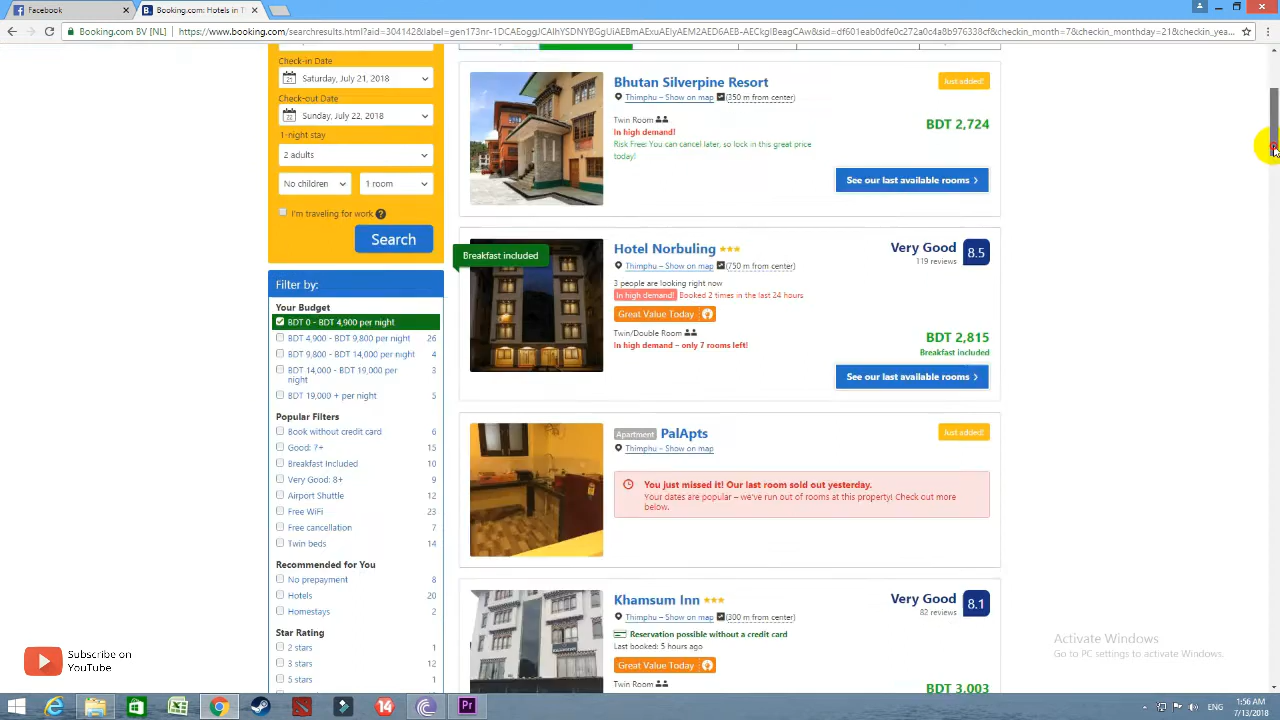 Facebook
Booking.com: Hotels in T
Booking.com BV [NL]
https://www.booking.com/searchresults.html?aid=304142&label=gen173nr-
Check-in Date
Saturday, July 21, 2018
Check-out Date
Sunday, July 22, 2018
1-night stay
2 adults
No children
1 room
I'm traveling for work
Search
Filter by:
Your Budget
BDT 0 - BDT 4,900 per night
BDT 4,900 - BDT 9,800 per night 26
BDT 9,800 - BDT 14,000 per night 4
BDT 14,000 - BDT 19,000 per 3
night
BDT 19,000 + per night 5
Popular Filters
Book without credit card 6
Good: 7+ 15
Breakfast Included 10
Very Good: 8+ 9
Airport Shuttle 12
Free WiFi 23
Free cancellation 7
Twin beds 14
Recommended for You
No prepayment 8
Hotels 20
Homestays 2
Star Rating
2 stars 1
3 stars 12
5 stars 1
Bhutan Silverpine Resort
Just added!
Thimphu – Show on map (350 m from center)
Twin Room
BDT 2,724
In high demand!
Risk Free: You can cancel later, so lock in this great price
today!
See our last available rooms
Breakfast included
Hotel Norbuling
Very Good 8.5
119 reviews
Thimphu – Show on map (750 m from center)
3 people are looking right now
In high demand! Booked 2 times in the last 24 hours
Great Value Today
Twin/Double Room
BDT 2,815
In high demand – only 7 rooms left!
Breakfast included
See our last available rooms
Apartment PalApts
Just added!
Thimphu – Show on map
You just missed it! Our last room sold out yesterday.
Your dates are popular – we've run out of rooms at this property! Check out more
below.
Khamsum Inn
Very Good 8.1
82 reviews
Thimphu – Show on map (300 m from center)
Reservation possible without a credit card
Last booked: 5 hours ago
Great Value Today
Twin Room
BDT 3,003
Activate Windows
Go to PC settings to activate Windows.
Subscribe on
YouTube
14
Pr
ENG
1:56 AM
7/13/2018